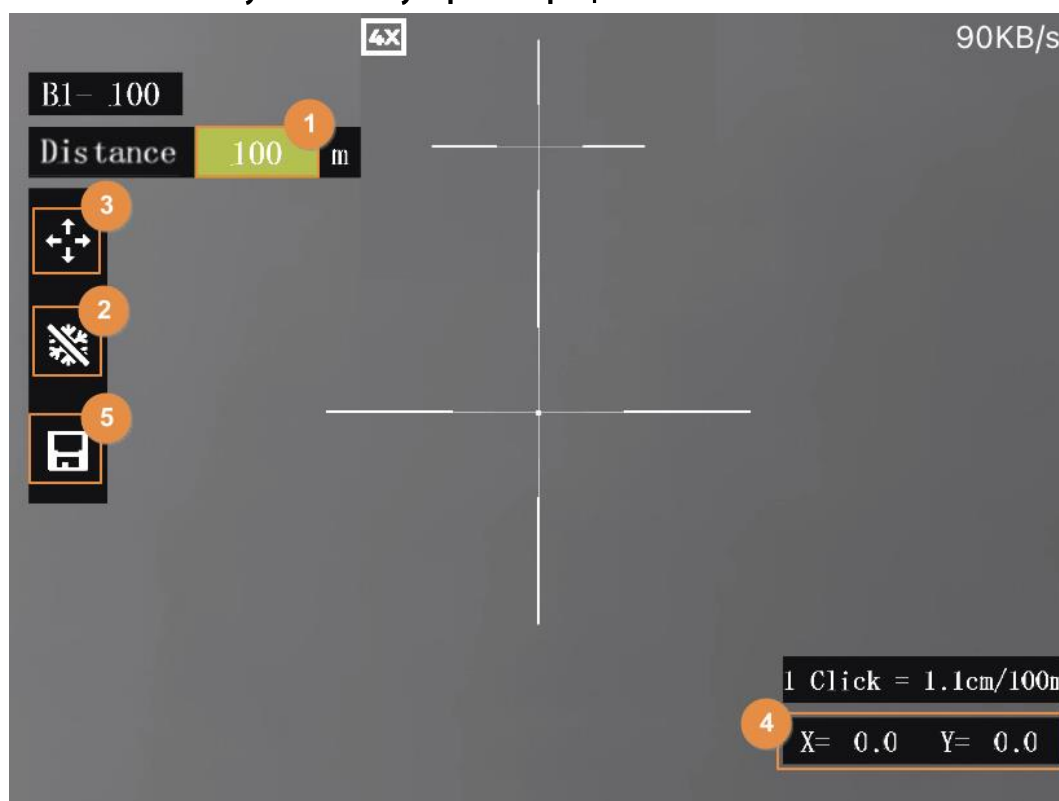 4X
90KB/s
B1- 100
1
Distance 100 m
3
2
5
1 Click = 1.1cm/100m
4
X= 0.0 Y= 0.0